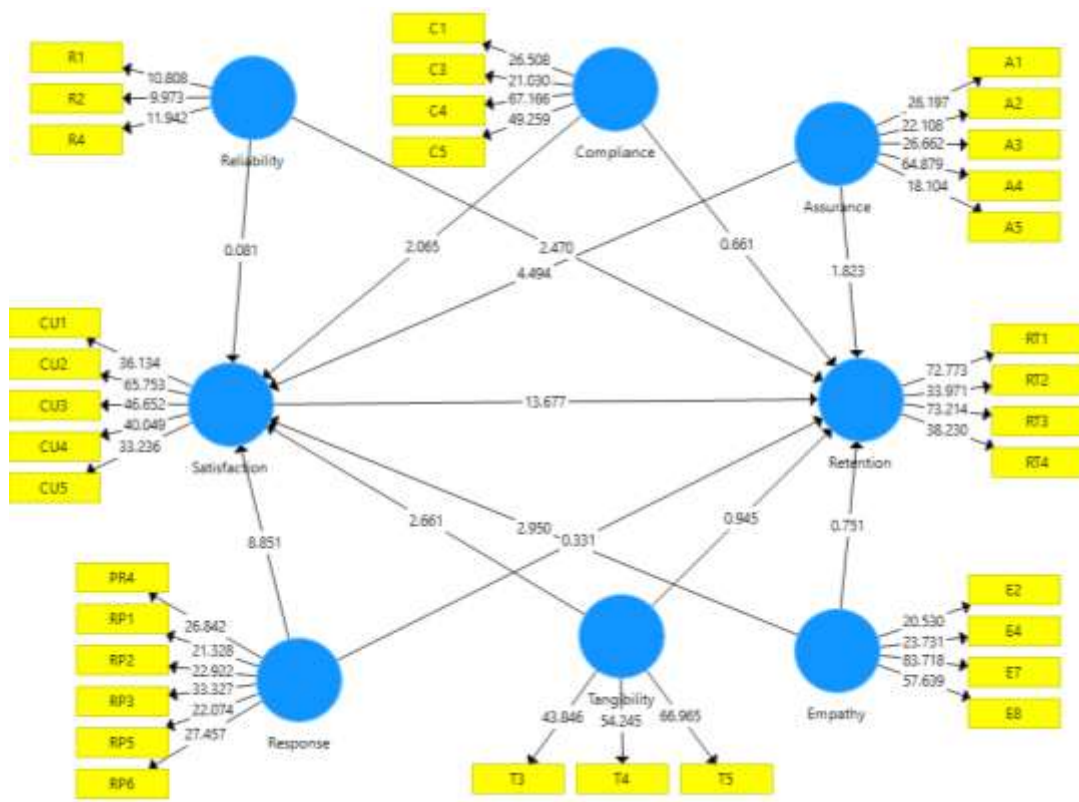 C1
C3
C4
C5
26.508
21.030
67.166
49.259
Compliance
R1
R2
R4
10.808
9.973
11.942
Reliability
A1
A2
A3
A4
A5
26.197
22.108
26.662
64.879
18.104
Assurance
0.081
2.065
4.494
2.470
0.661
1.823
CU1
CU2
CU3
CU4
CU5
36.134
65.753
46.652
40.049
33.236
Satisfaction
13.677
RT1
RT2
RT3
RT4
72.773
33.971
73.214
38.230
Retention
8.851
2.661
2.950
0.331
0.945
0.751
PR4
RP1
RP2
RP3
RP5
RP6
26.842
21.328
22.922
33.327
22.074
27.457
Response
Tangibility
43.846
54.245
66.965
T3
T4
T5
E2
E4
E7
E8
20.530
23.731
83.718
57.639
Empathy